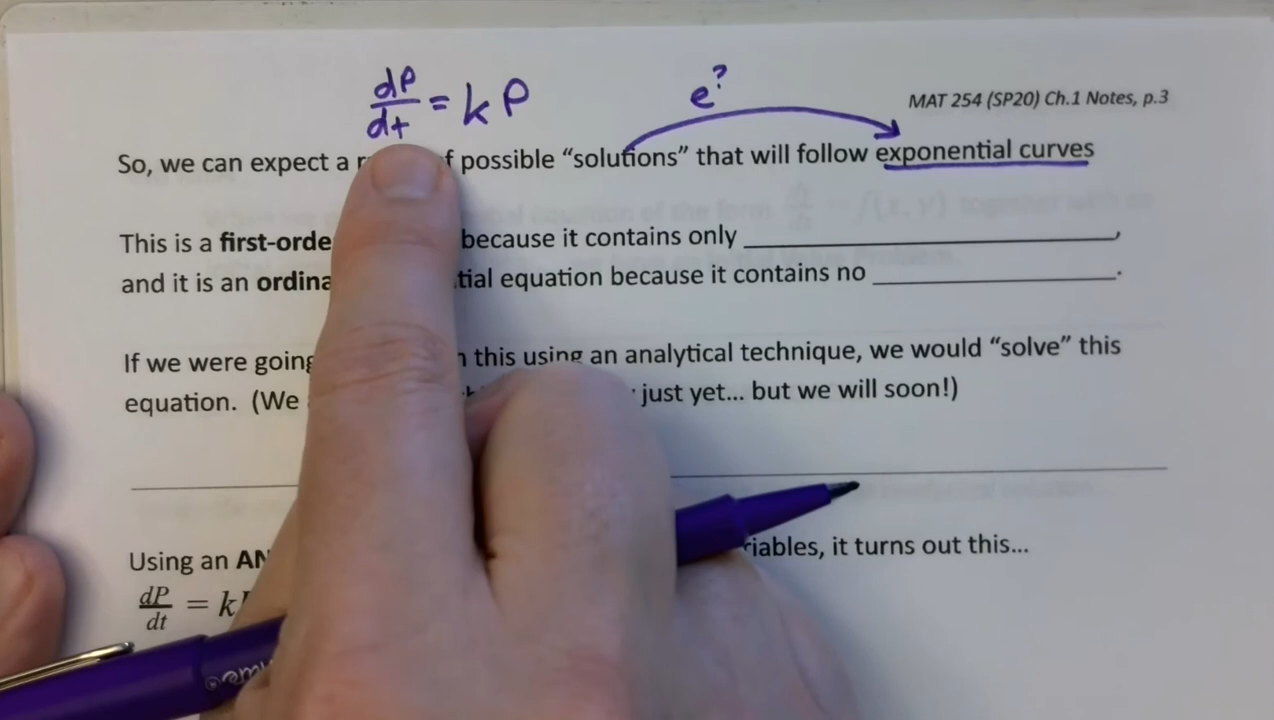 dP/dt = kP
e?
MAT 254 (SP20) Ch.1 Notes, p.3
So, we can expect a of possible “solutions” that will follow exponential curves
This is a first-orde because it contains only ____________,
and it is an ordina tial equation because it contains no ____________.
If we were going this using an analytical technique, we would “solve” this
equation. (We just yet... but we will soon!)
Using an AN riables, it turns out this...
dP/dt = k